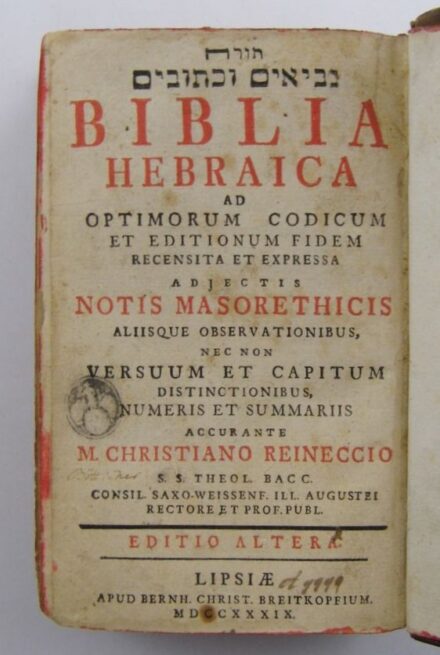 תורה
נביאים וכתובים
BIBLIA
HEBRAICA
AD
OPTIMORUM CODICUM
ET EDITIONUM FIDEM
RECENSITA ET EXPRESSA
ADJECTIS
NOTIS MASORETHICIS
ALIISQUE OBSERVATIONIBUS,
NEC NON
VERSUUM ET CAPITUM
DISTINCTIONIBUS,
NUMERIS ET SUMMARIIS
ACCURANTE
M. CHRISTIANO REINECCIO
S. S. THEOL. BACC.
CONSIL. SAXO-WEISSENF. ILL. AUGUSTEI
RECTORE ET PROF. PUBL.
EDITIO ALTERA
LIPSIÆ
APUD BERNH. CHRIST. BREITKOPFIUM.
MDCCXXXIX.